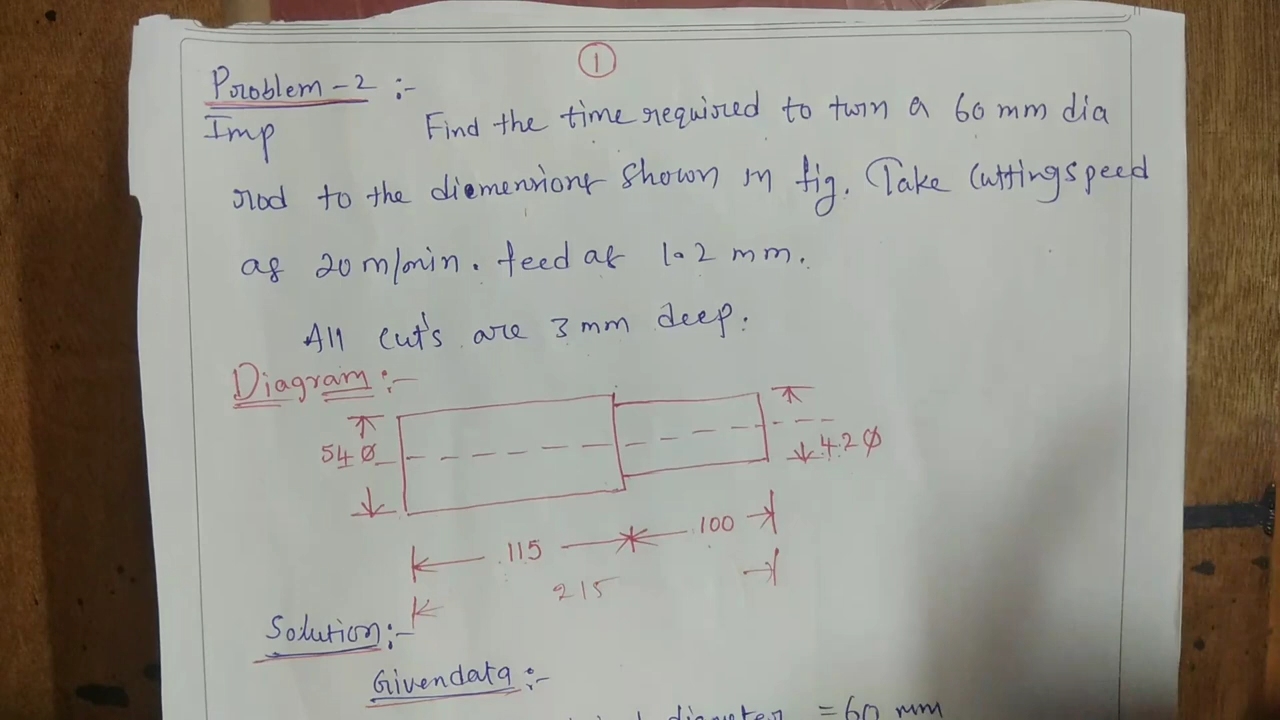 1
Problem-2 :-
Imp Find the time required to turn a 60 mm dia
rod to the diemensions shown in fig. Take Cuttingspeed
as 20 m/min. feed as 1.2 mm.
All cut's are 3 mm deep.
Diagram:-
54 Ø
42 Ø
115
100
215
Solution:-
Givendata :-
diameter = 60 mm